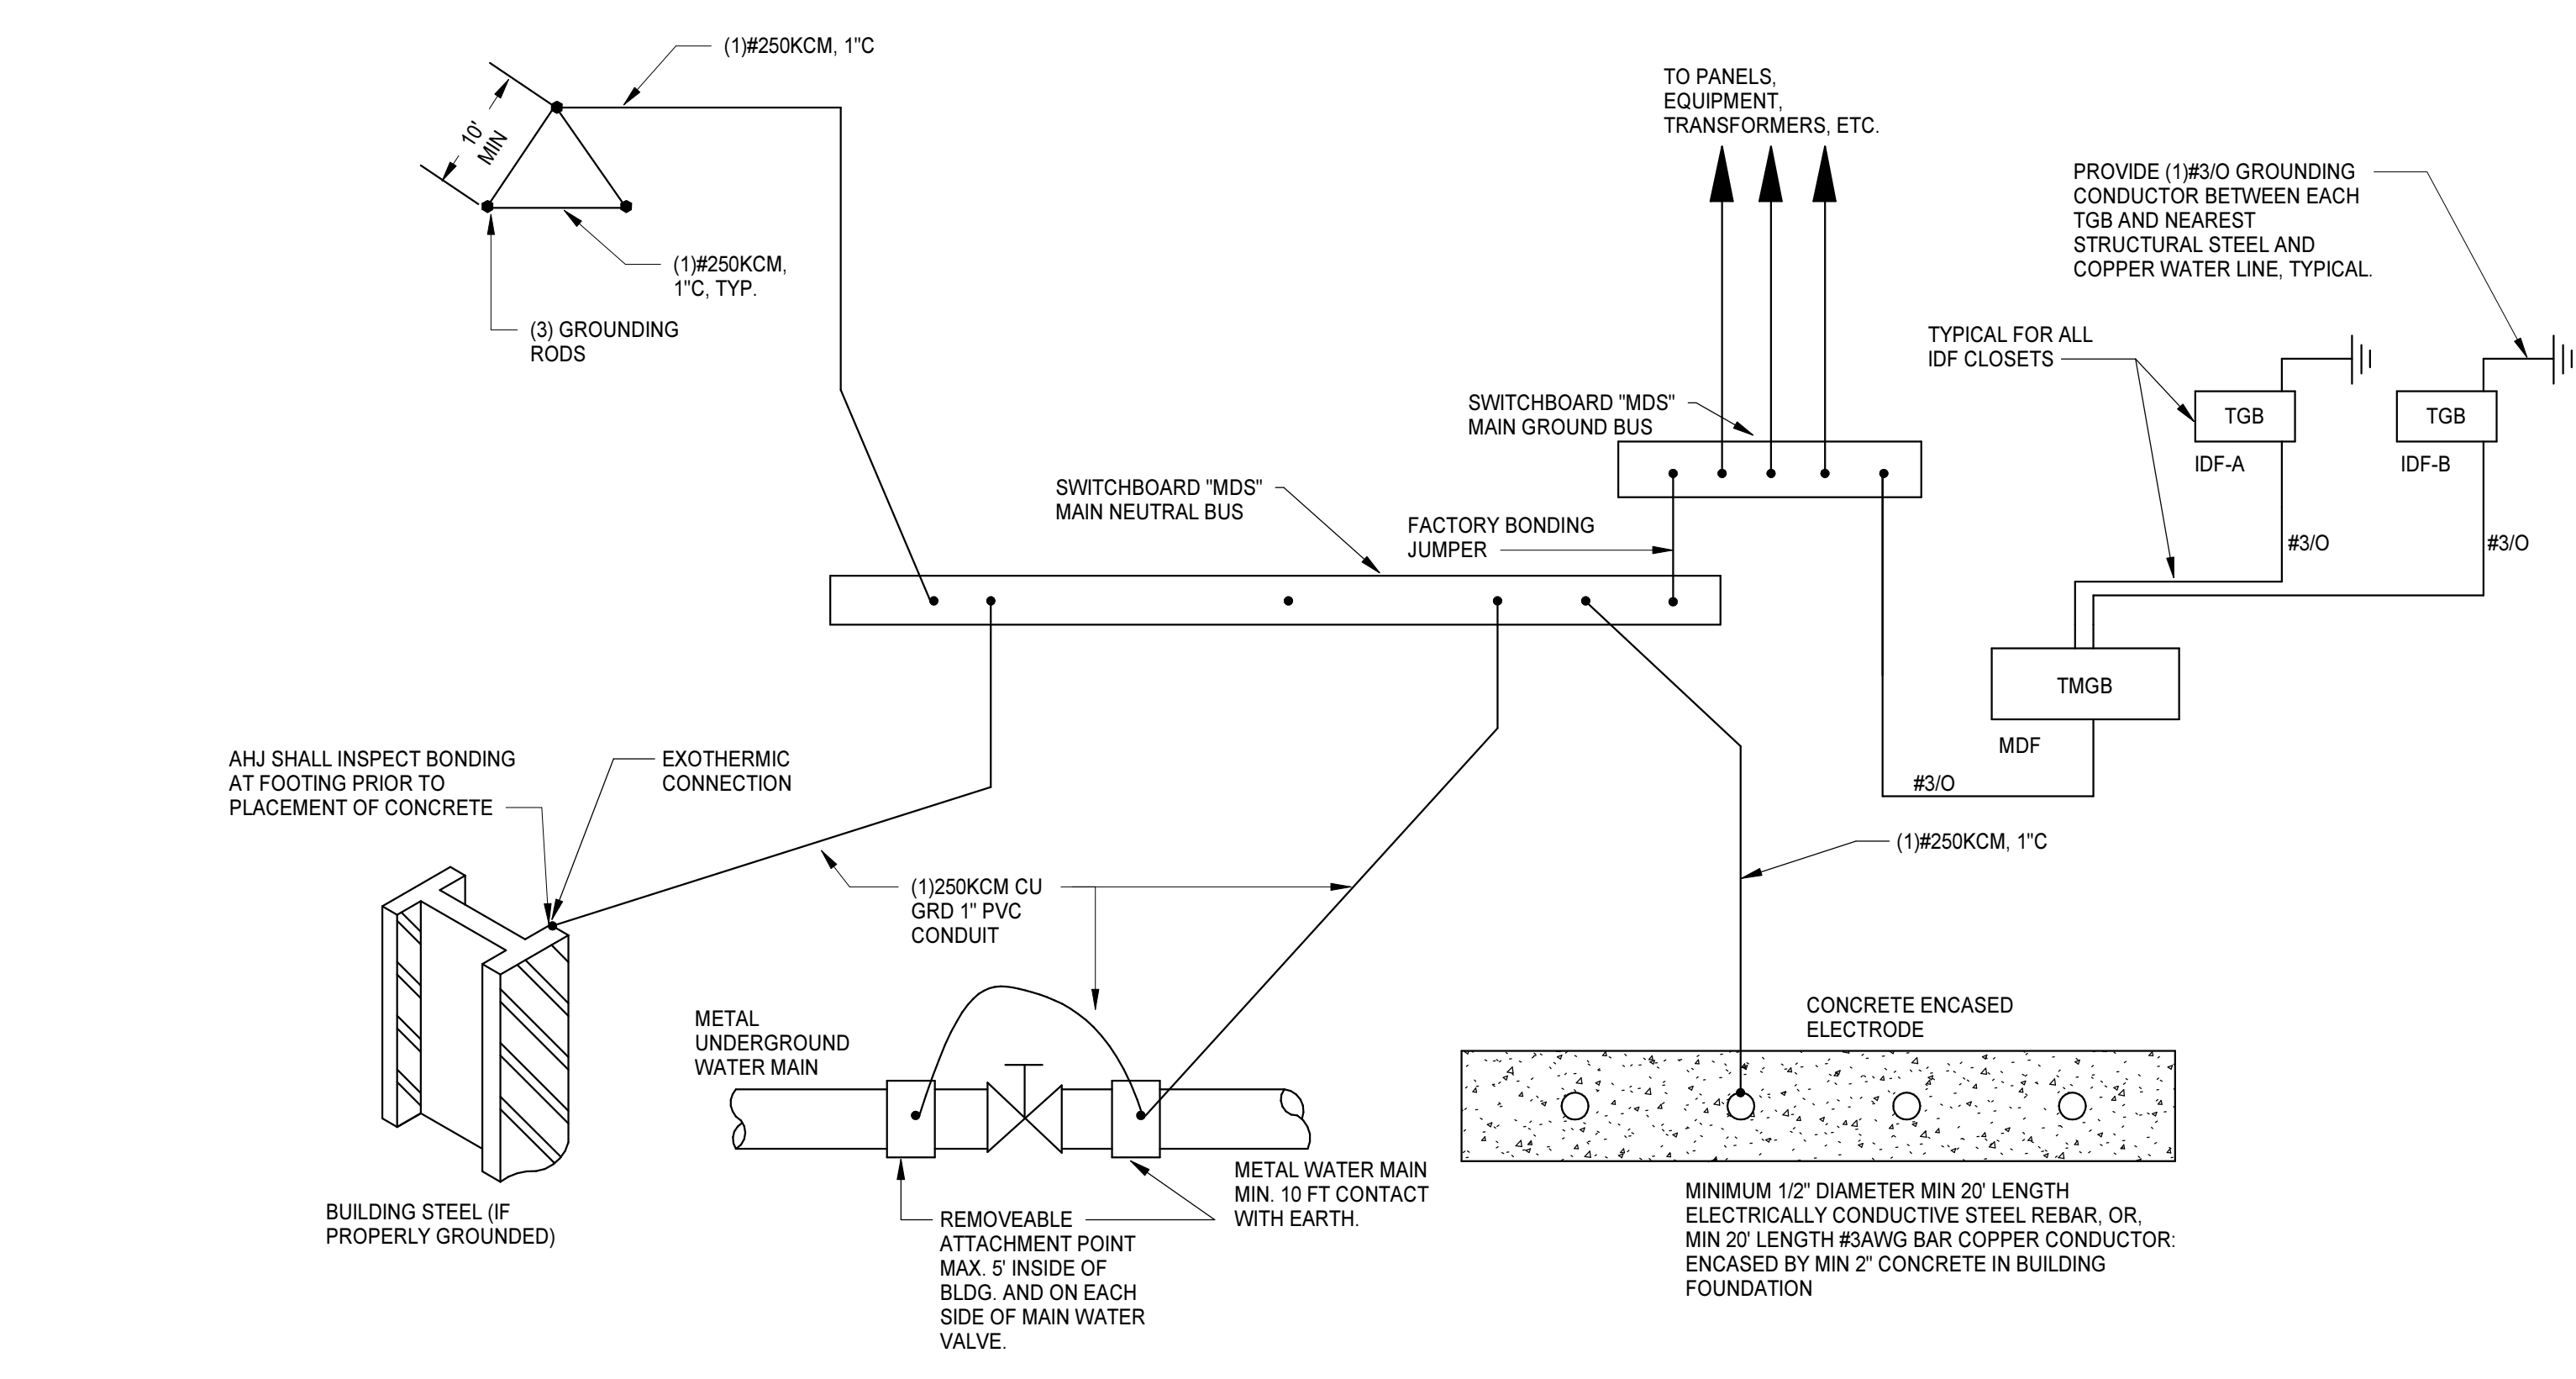 (1)#250KCM, 1"C
10'
MIN
(1)#250KCM,
1"C, TYP.
(3) GROUNDING
RODS
TO PANELS,
EQUIPMENT,
TRANSFORMERS, ETC.
PROVIDE (1)#3/O GROUNDING
CONDUCTOR BETWEEN EACH
TGB AND NEAREST
STRUCTURAL STEEL AND
COPPER WATER LINE, TYPICAL.
TYPICAL FOR ALL
IDF CLOSETS
TGB
IDF-A
TGB
IDF-B
SWITCHBOARD "MDS"
MAIN GROUND BUS
SWITCHBOARD "MDS"
MAIN NEUTRAL BUS
FACTORY BONDING
JUMPER
#3/O
#3/O
TMGB
MDF
#3/O
AHJ SHALL INSPECT BONDING
AT FOOTING PRIOR TO
PLACEMENT OF CONCRETE
EXOTHERMIC
CONNECTION
(1)#250KCM, 1"C
(1)250KCM CU
GRD 1" PVC
CONDUIT
METAL
UNDERGROUND
WATER MAIN
CONCRETE ENCASED
ELECTRODE
BUILDING STEEL (IF
PROPERLY GROUNDED)
REMOVEABLE
ATTACHMENT POINT
MAX. 5' INSIDE OF
BLDG. AND ON EACH
SIDE OF MAIN WATER
VALVE.
METAL WATER MAIN
MIN. 10 FT CONTACT
WITH EARTH.
MINIMUM 1/2" DIAMETER MIN 20' LENGTH
ELECTRICALLY CONDUCTIVE STEEL REBAR, OR,
MIN 20' LENGTH #3AWG BAR COPPER CONDUCTOR:
ENCASED BY MIN 2" CONCRETE IN BUILDING
FOUNDATION